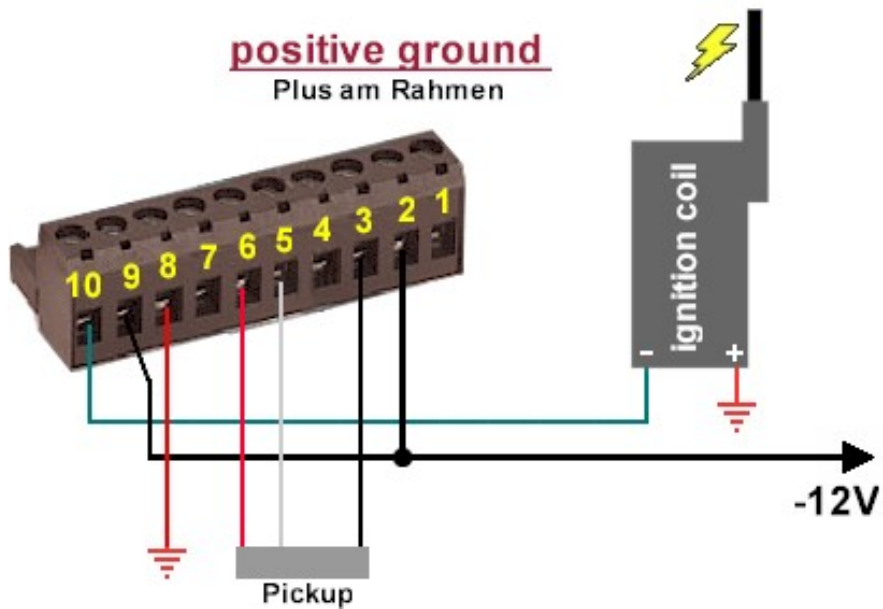 positive ground
Plus am Rahmen
10 9 8 7 6 5 4 3 2 1
ignition coil
- +
-12V
Pickup